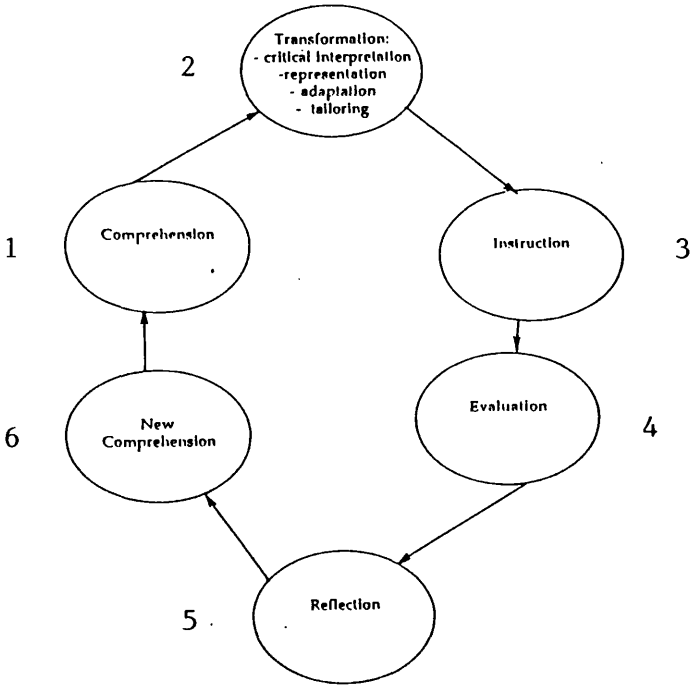 2
Transformation:
- critical interpretation
-representation
- adaptation
- tailoring
1
Comprehension
Instruction
3
6
New
Comprehension
Evaluation
4
5
Reflection